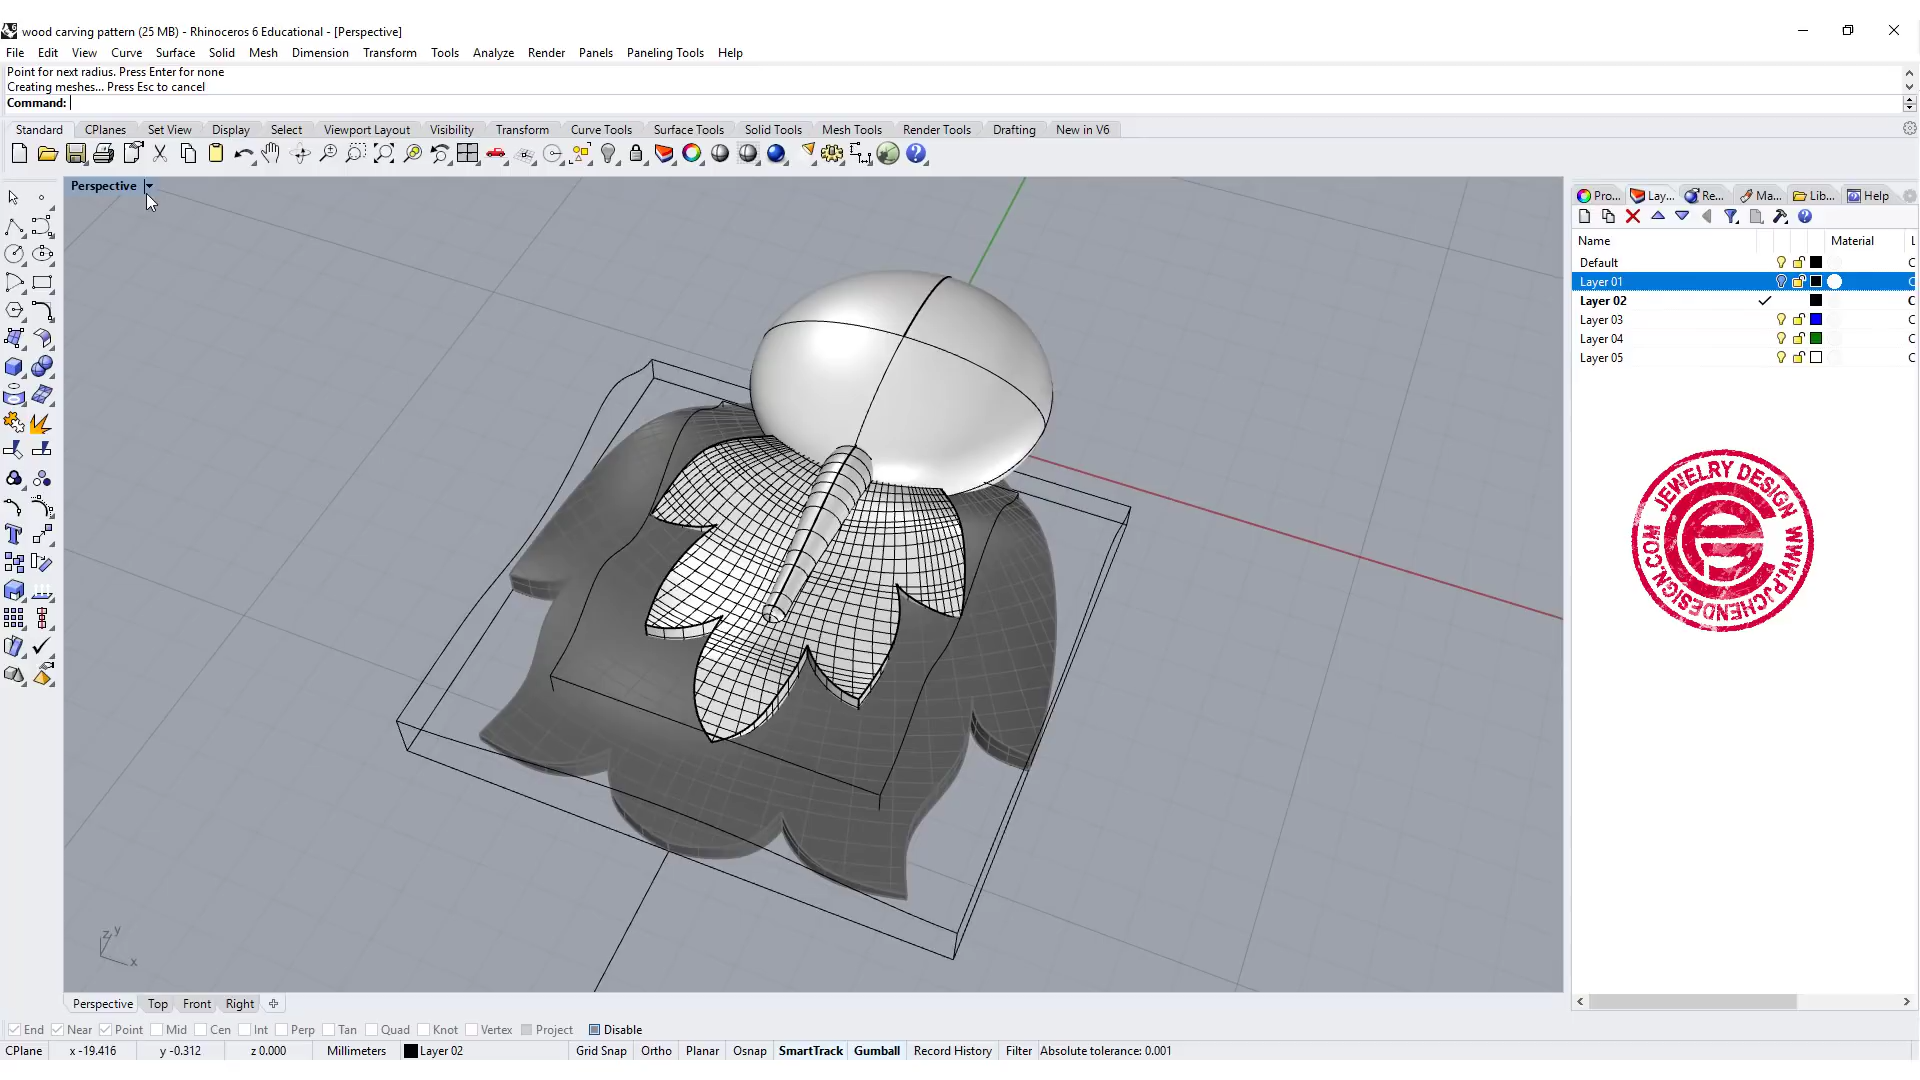 wood carving pattern (25 MB) - Rhinoceros 6 Educational - [Perspective]
File Edit View Curve Surface Solid Mesh Dimension Transform Tools Analyze Render Panels Paneling Tools Help
Point for next radius. Press Enter for none
Creating meshes... Press Esc to cancel
Command:
Standard CPlanes Set View Display Select Viewport Layout Visibility Transform Curve Tools Surface Tools Solid Tools Mesh Tools Render Tools Drafting New in V6
Perspective
Pro... Lay... Re... Ma... Lib... Help
Name Material L
Default C
Layer 01 C
Layer 02 C
Layer 03 C
Layer 04 C
Layer 05 C
JEWELRY DESIGN WWW.PJCHENDESIGN.COM
z y
x
Perspective Top Front Right
End Near Point Mid Cen Int Perp Tan Quad Knot Vertex Project Disable
CPlane x -19.416 y -0.312 z 0.000 Millimeters Layer 02 Grid Snap Ortho Planar Osnap SmartTrack Gumball Record History Filter Absolute tolerance: 0.001